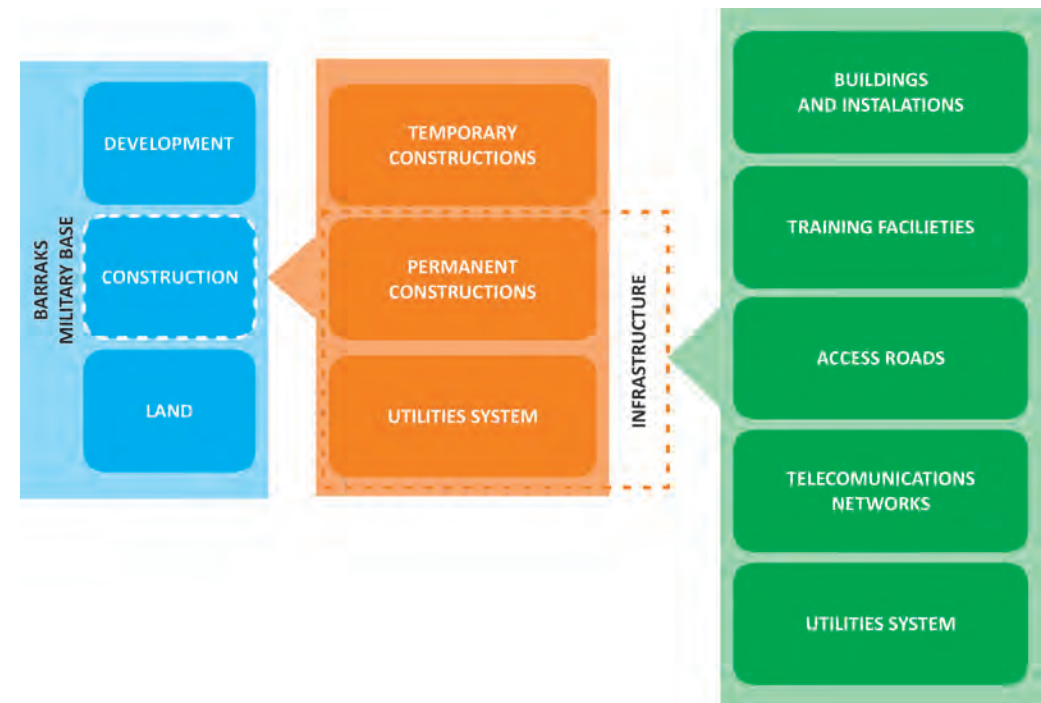 BARRAKS
MILITARY BASE
DEVELOPMENT
CONSTRUCTION
LAND
TEMPORARY
CONSTRUCTIONS
PERMANENT
CONSTRUCTIONS
UTILITIES SYSTEM
INFRASTRUCTURE
BUILDINGS
AND INSTALATIONS
TRAINING FACILIETIES
ACCESS ROADS
TELECOMUNICATIONS
NETWORKS
UTILITIES SYSTEM